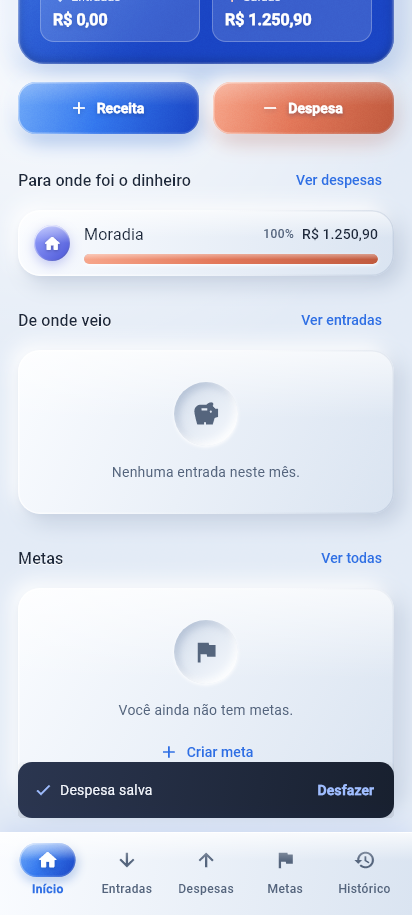 R$ 0,00
R$ 1.250,90
Receita
Despesa
Para onde foi o dinheiro
Ver despesas
Moradia
100% R$ 1.250,90
De onde veio
Ver entradas
Nenhuma entrada neste mês.
Metas
Ver todas
Você ainda não tem metas.
Criar meta
Despesa salva
Desfazer
Início
Entradas
Despesas
Metas
Histórico